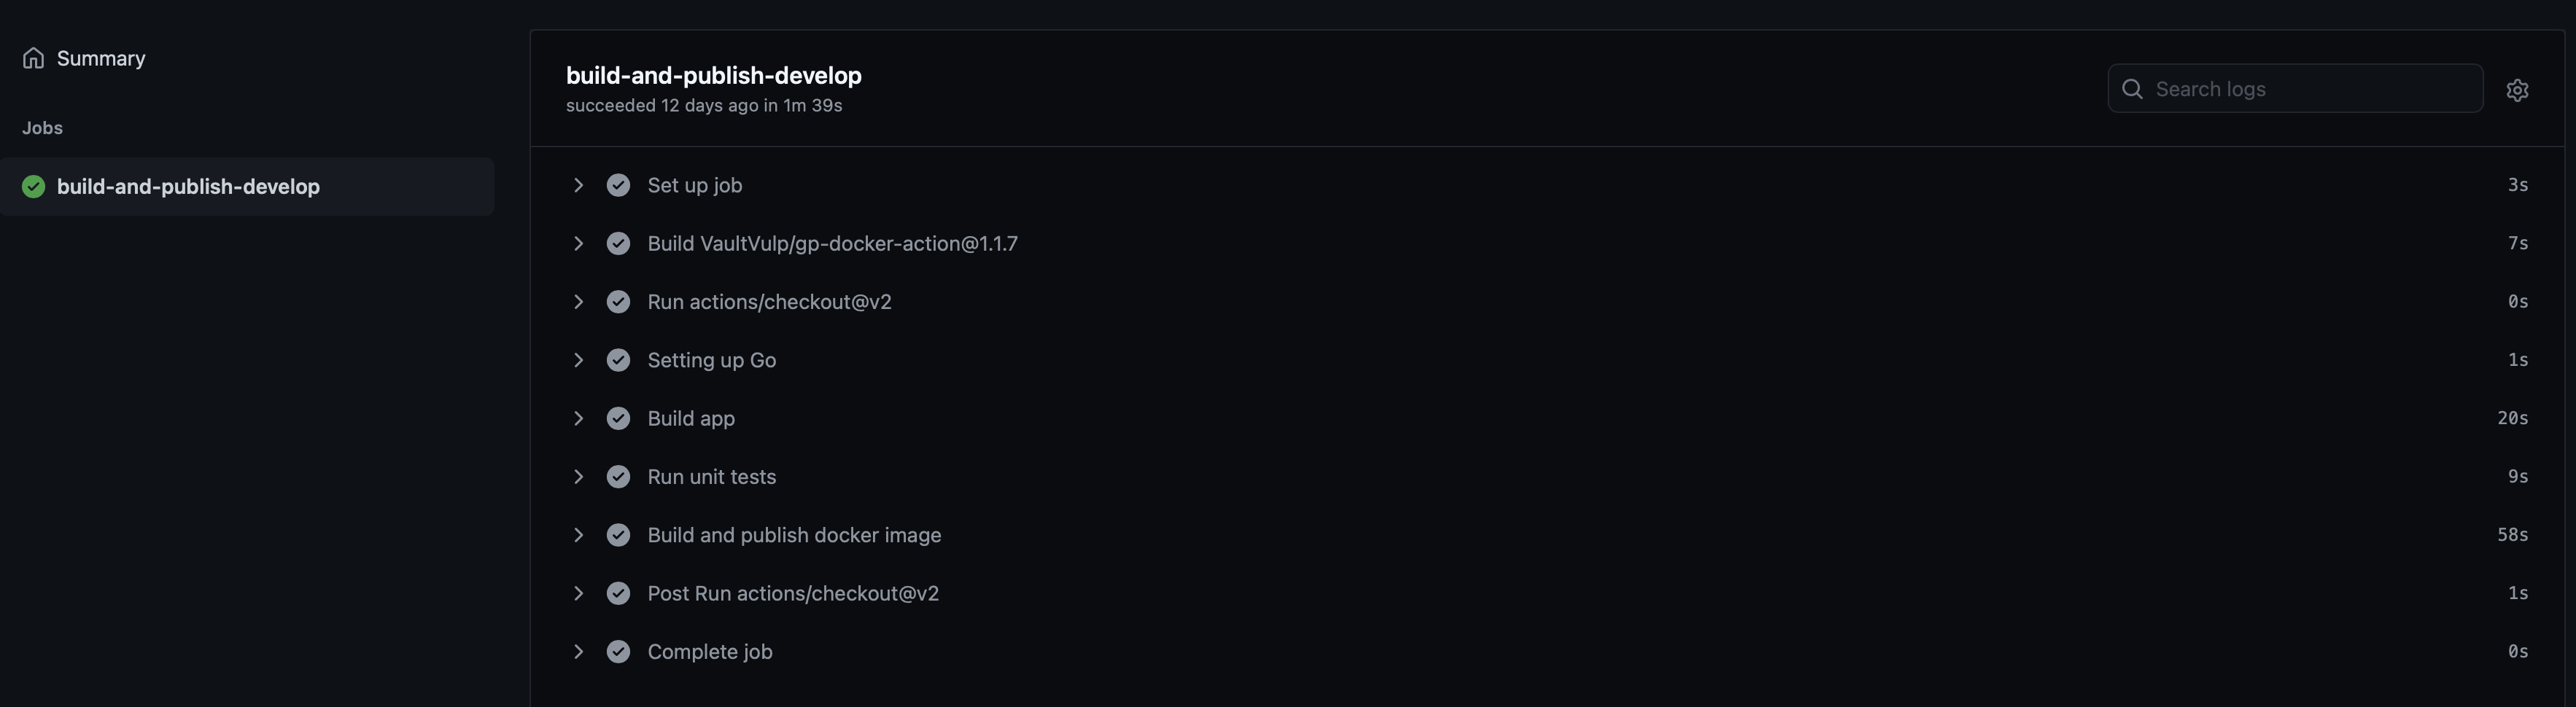 Summary
Jobs
build-and-publish-develop
build-and-publish-develop
succeeded 12 days ago in 1m 39s
Search logs
Set up job 3s
Build VaultVulp/gp-docker-action@1.1.7 7s
Run actions/checkout@v2 0s
Setting up Go 1s
Build app 20s
Run unit tests 9s
Build and publish docker image 58s
Post Run actions/checkout@v2 1s
Complete job 0s